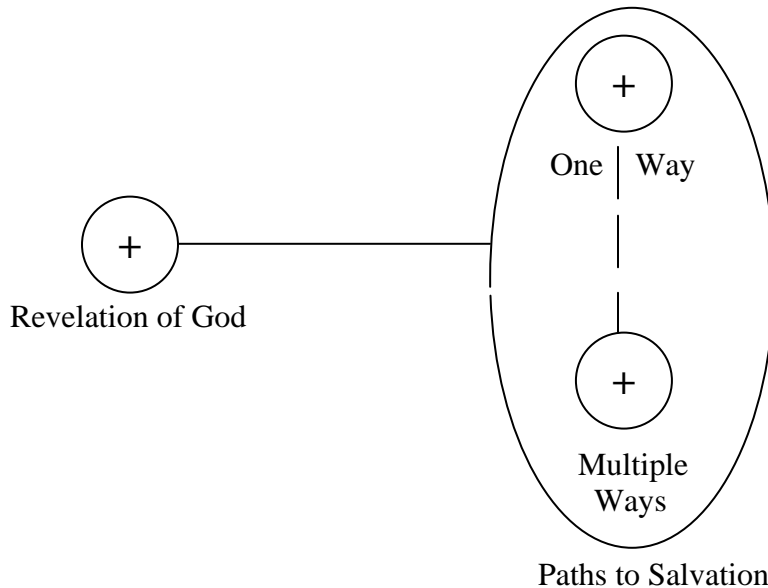 +
One Way
+
Revelation of God
+
Multiple
Ways
Paths to Salvation